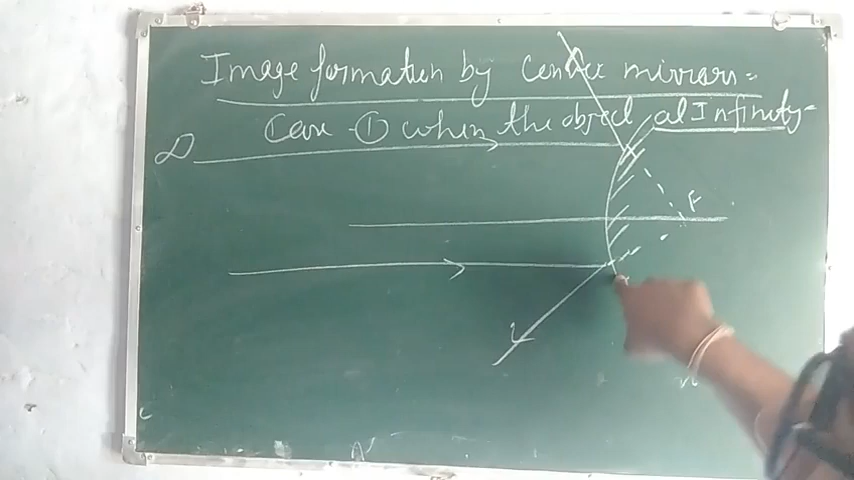 Image formation by Convex mirrors =
Case - ① when the object at Infinity =
∞
F